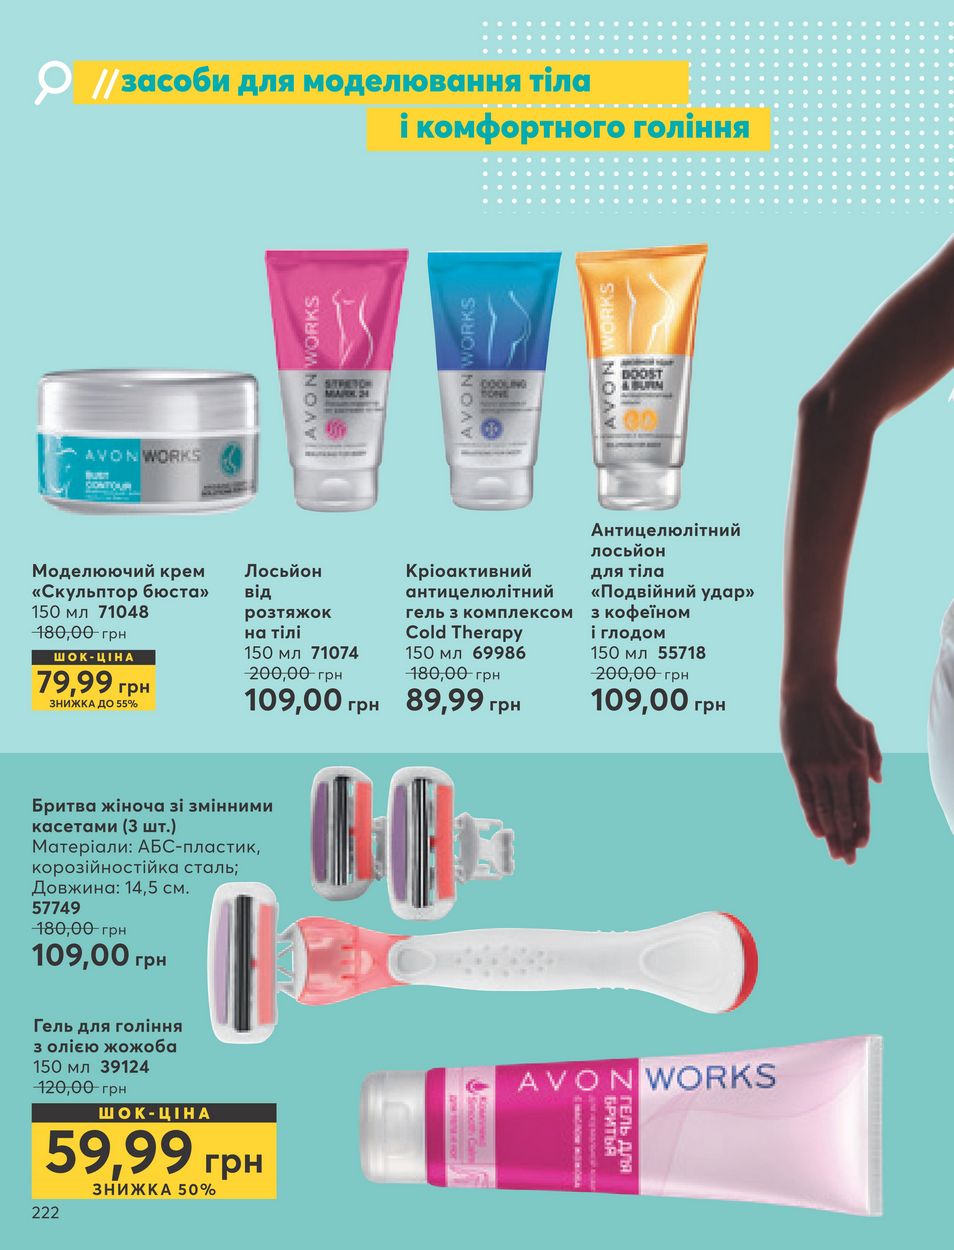 //засоби для моделювання тіла
і комфортного гоління
AVON WORKS
BUST
CONTOUR
AVON WORKS
STRETCH
MARK 24
AVON WORKS
COOLING
TONE
AVON WORKS
BOOST
& BURN
Моделюючий крем
«Скульптор бюста»
150 мл 71048
180,00 грн
ШОК-ЦІНА
79,99 грн
ЗНИЖКА ДО 55%
Лосьйон
від
розтяжок
на тілі
150 мл 71074
200,00 грн
109,00 грн
Кріоактивний
антицелюлітний
гель з комплексом
Cold Therapy
150 мл 69986
180,00 грн
89,99 грн
Антицелюлітний
лосьйон
для тіла
«Подвійний удар»
з кофеїном
і глодом
150 мл 55718
200,00 грн
109,00 грн
Бритва жіноча зі змінними
касетами (3 шт.)
Матеріали: АБС-пластик,
корозійностійка сталь;
Довжина: 14,5 см.
57749
180,00 грн
109,00 грн
Гель для гоління
з олією жожоба
150 мл 39124
120,00 грн
ШОК-ЦІНА
59,99 грн
ЗНИЖКА 50%
AVON WORKS
ГЕЛЬ ДЛЯ
БРИТЬЯ
222